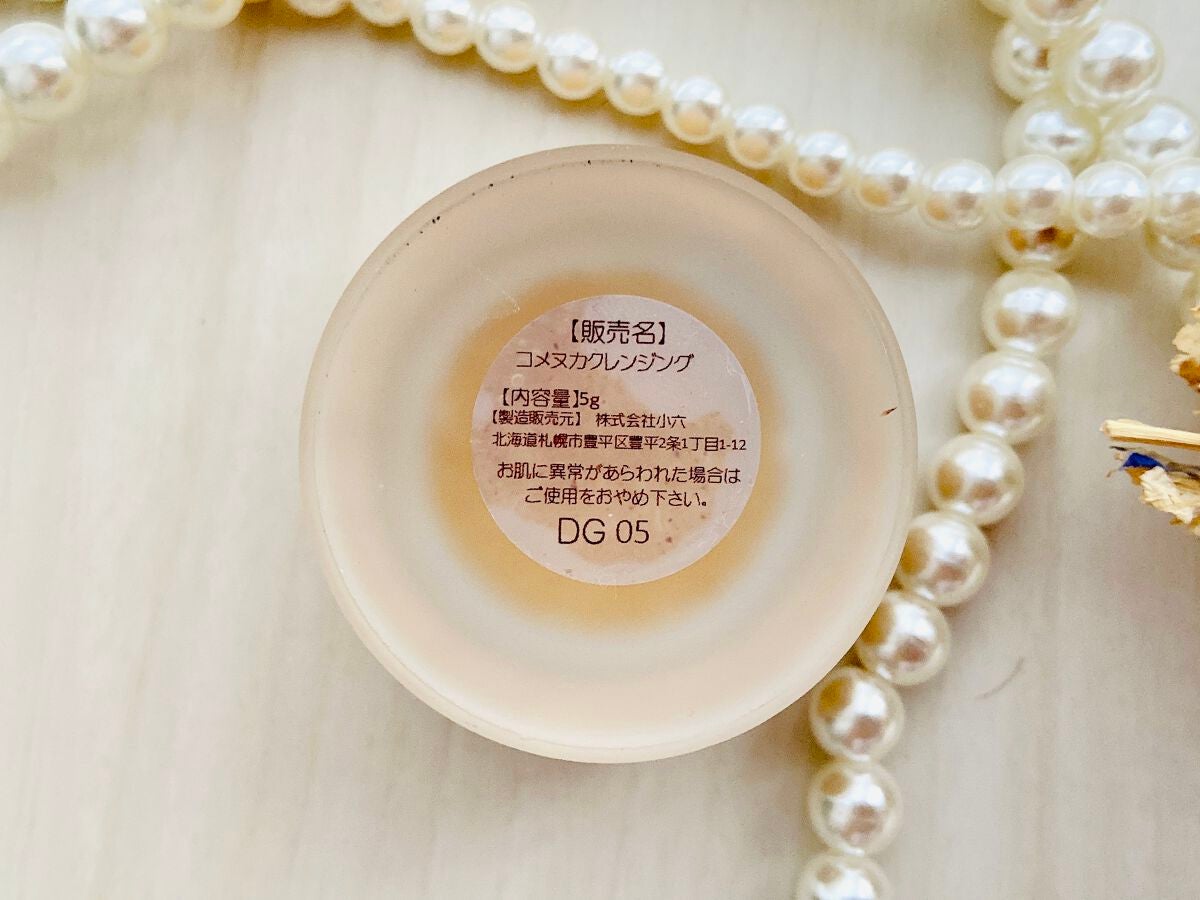 【販売名】
コメヌカクレンジング
【内容量】5g
【製造販売元】 株式会社小六
北海道札幌市豊平区豊平2条1丁目1-12
お肌に異常があらわれた場合は
ご使用をおやめ下さい。
DG 05